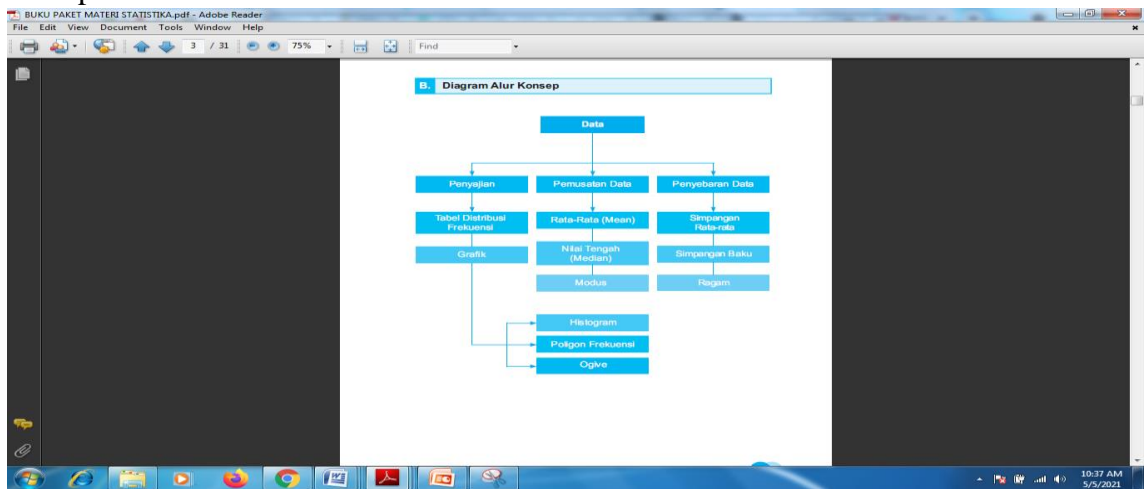 BUKU PAKET MATERI STATISTIKA.pdf - Adobe Reader
File Edit View Document Tools Window Help
3 / 31 75% Find
B. Diagram Alur Konsep
Data
Penyajian Pemusatan Data Penyebaran Data
Tabel Distribusi
Frekuensi
Rata-Rata (Mean)
Simpangan
Rata-rata
Grafik
Nilai Tengah
(Median)
Simpangan Baku
Modus Ragam
Histogram
Poligon Frekuensi
Ogive
10:37 AM
5/5/2021